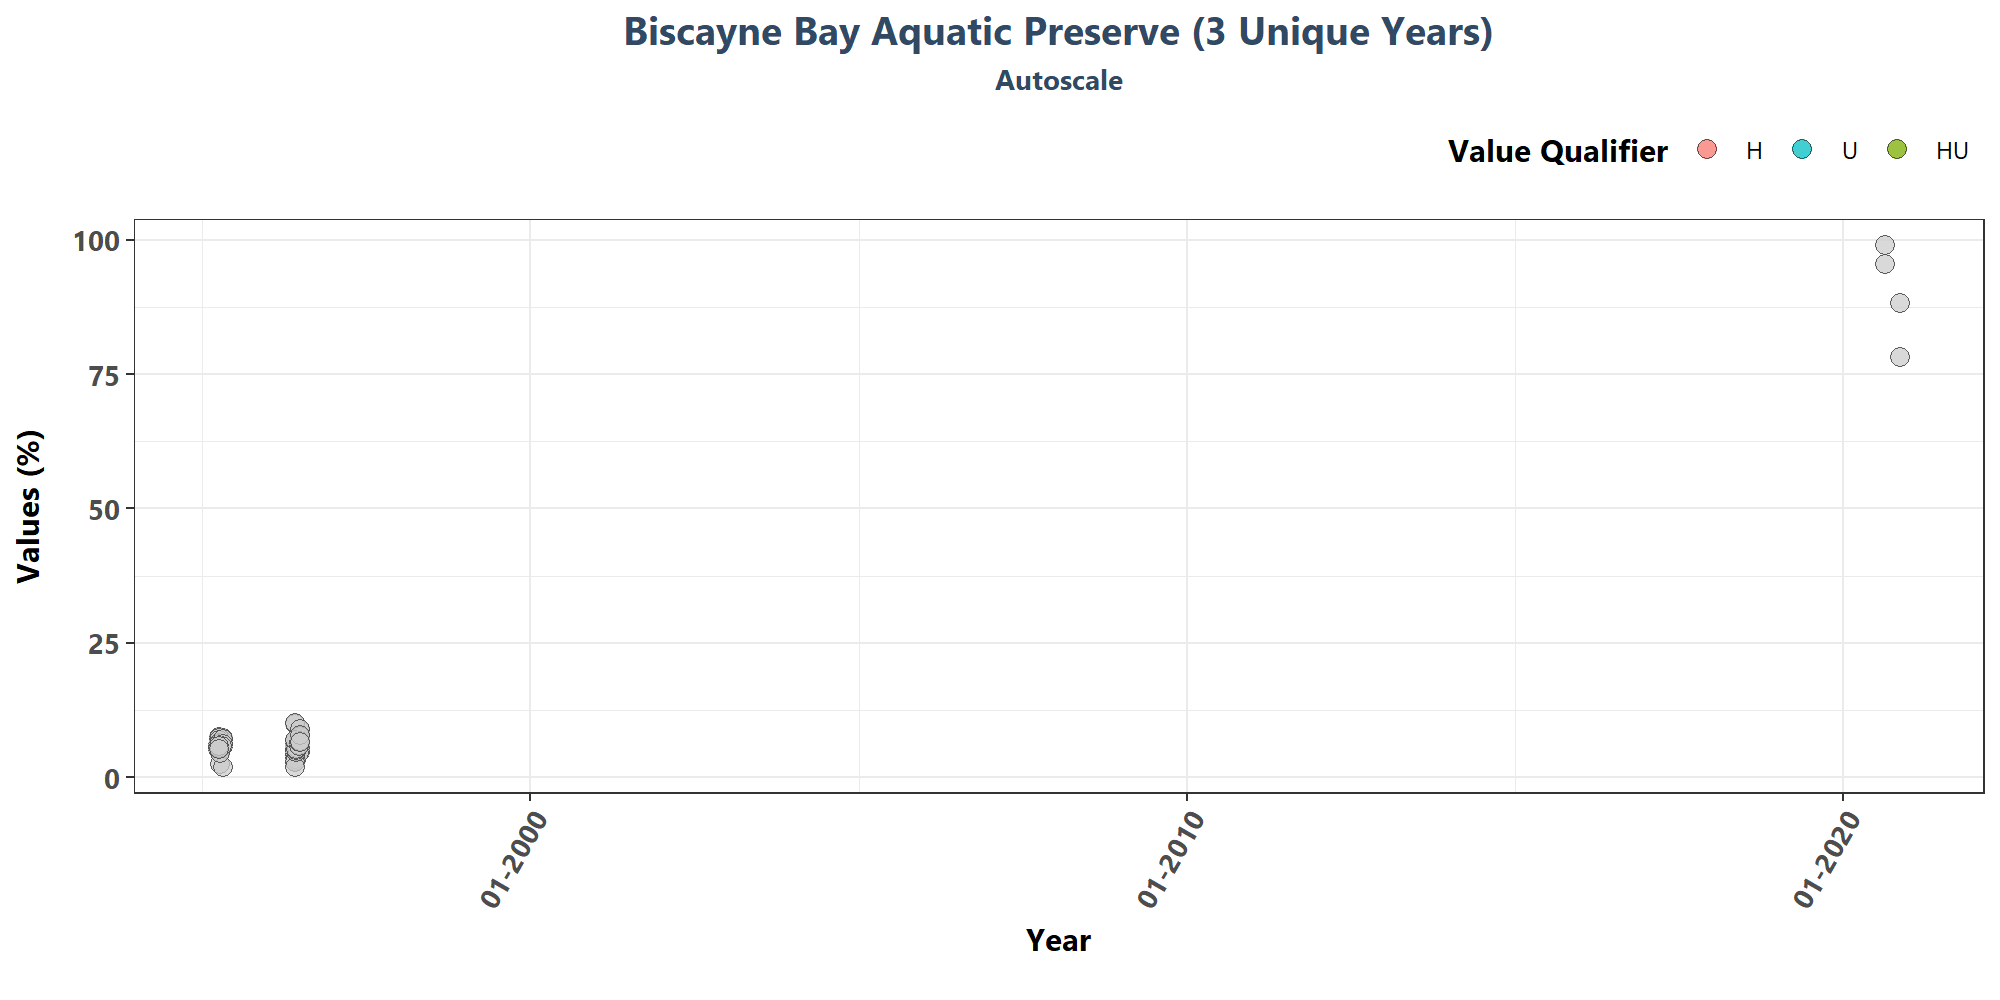 Biscayne Bay Aquatic Preserve (3 Unique Years)
Autoscale
Value Qualifier H U HU
100
75
50
25
0
Values (%)
01-2000 01-2010 01-2020
Year